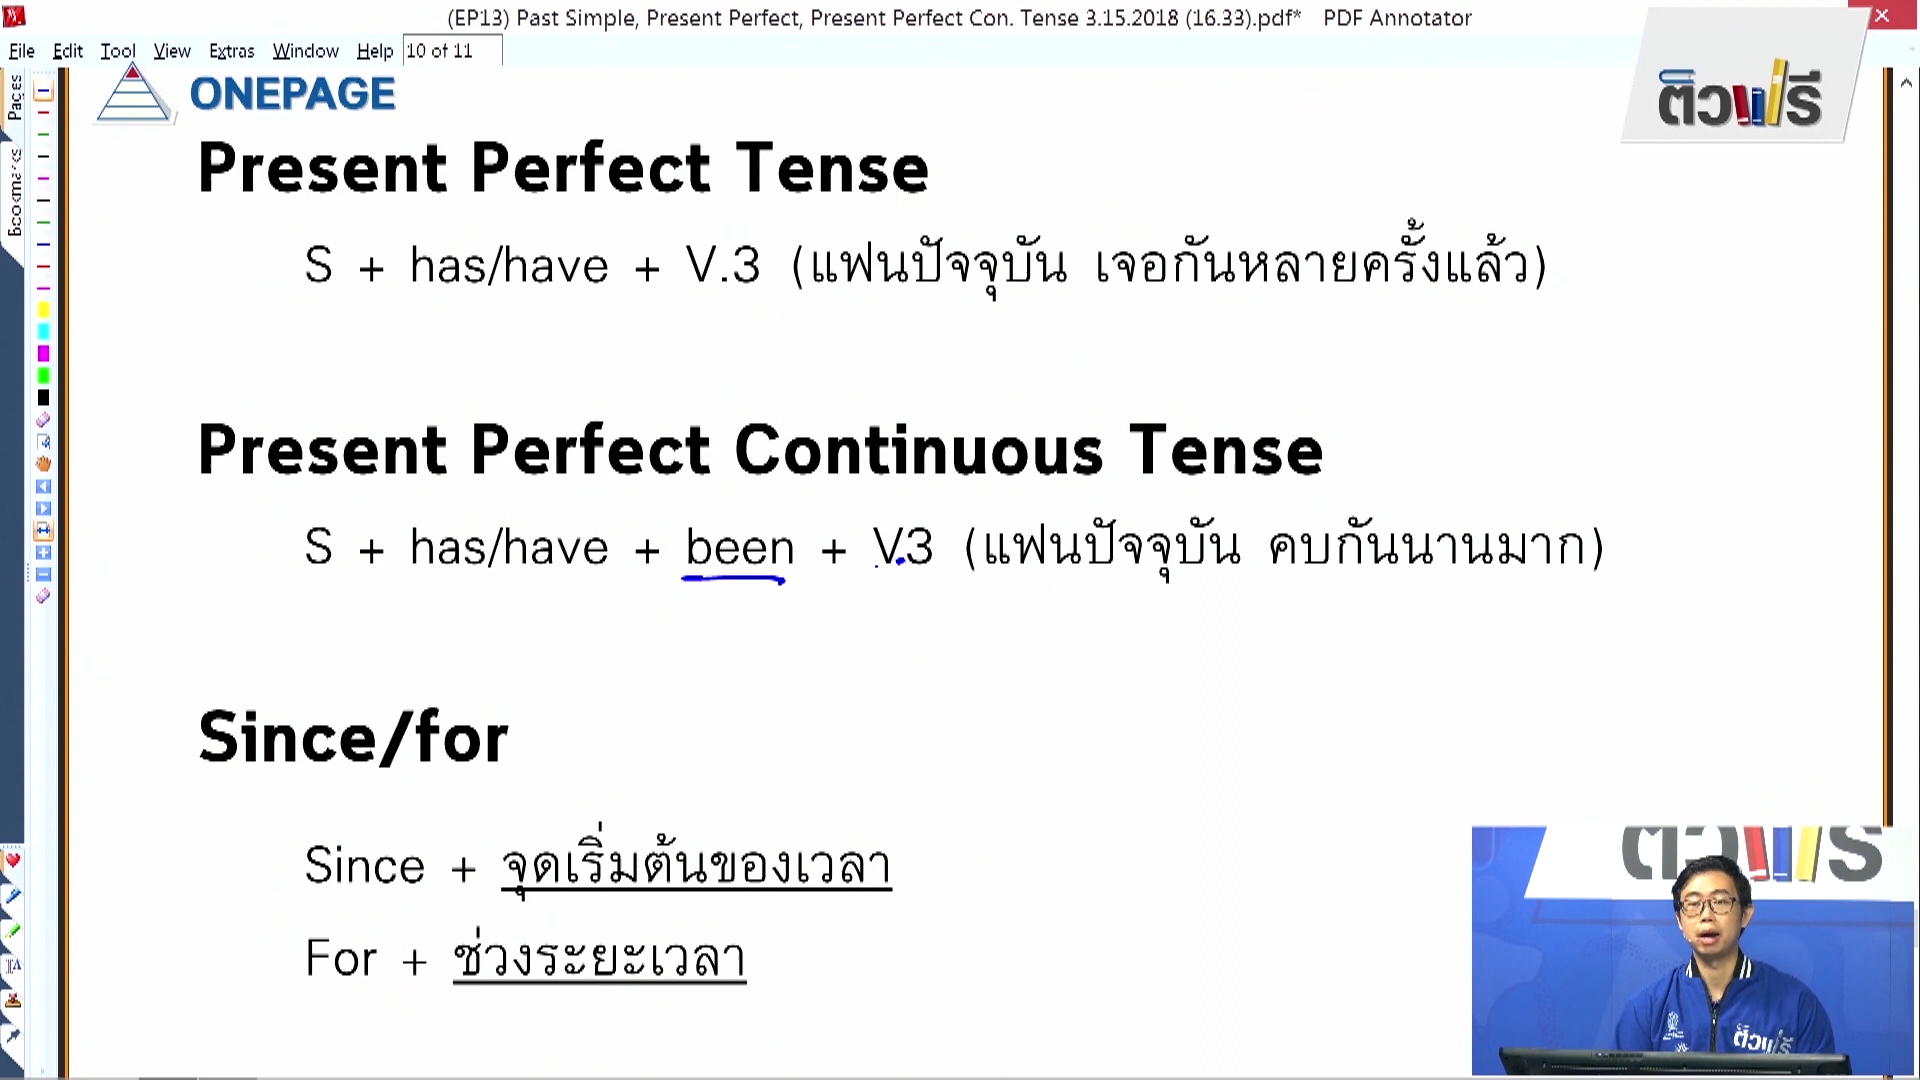 (EP13) Past Simple, Present Perfect, Present Perfect Con. Tense 3.15.2018 (16.33).pdf* PDF Annotator
File Edit Tool View Extras Window Help 10 of 11
Pages
Bookmarks
ONEPAGE
ติวฟรี
Present Perfect Tense
S + has/have + V.3 (แฟนปัจจุบัน เจอกันหลายครั้งแล้ว)
Present Perfect Continuous Tense
S + has/have + been + V.3 (แฟนปัจจุบัน คบกันนานมาก)
Since/for
Since + จุดเริ่มต้นของเวลา
For + ช่วงระยะเวลา
ติวฟรี